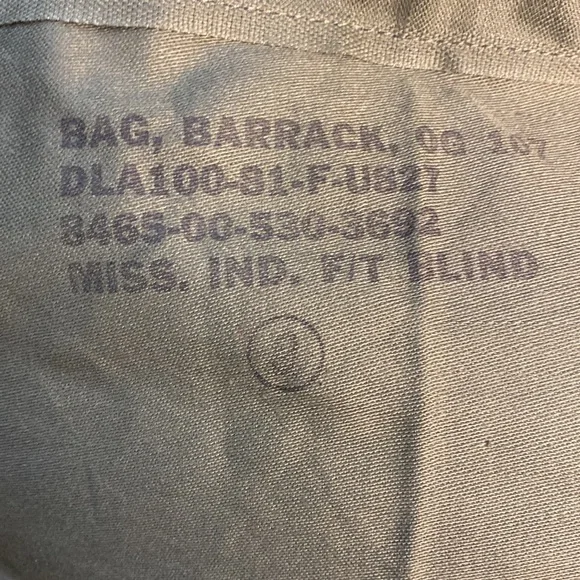 BAG, BARRACK, OG 107
DLA100-81-F-U827
8465-00-530-3692
MISS. IND. F/T BLIND